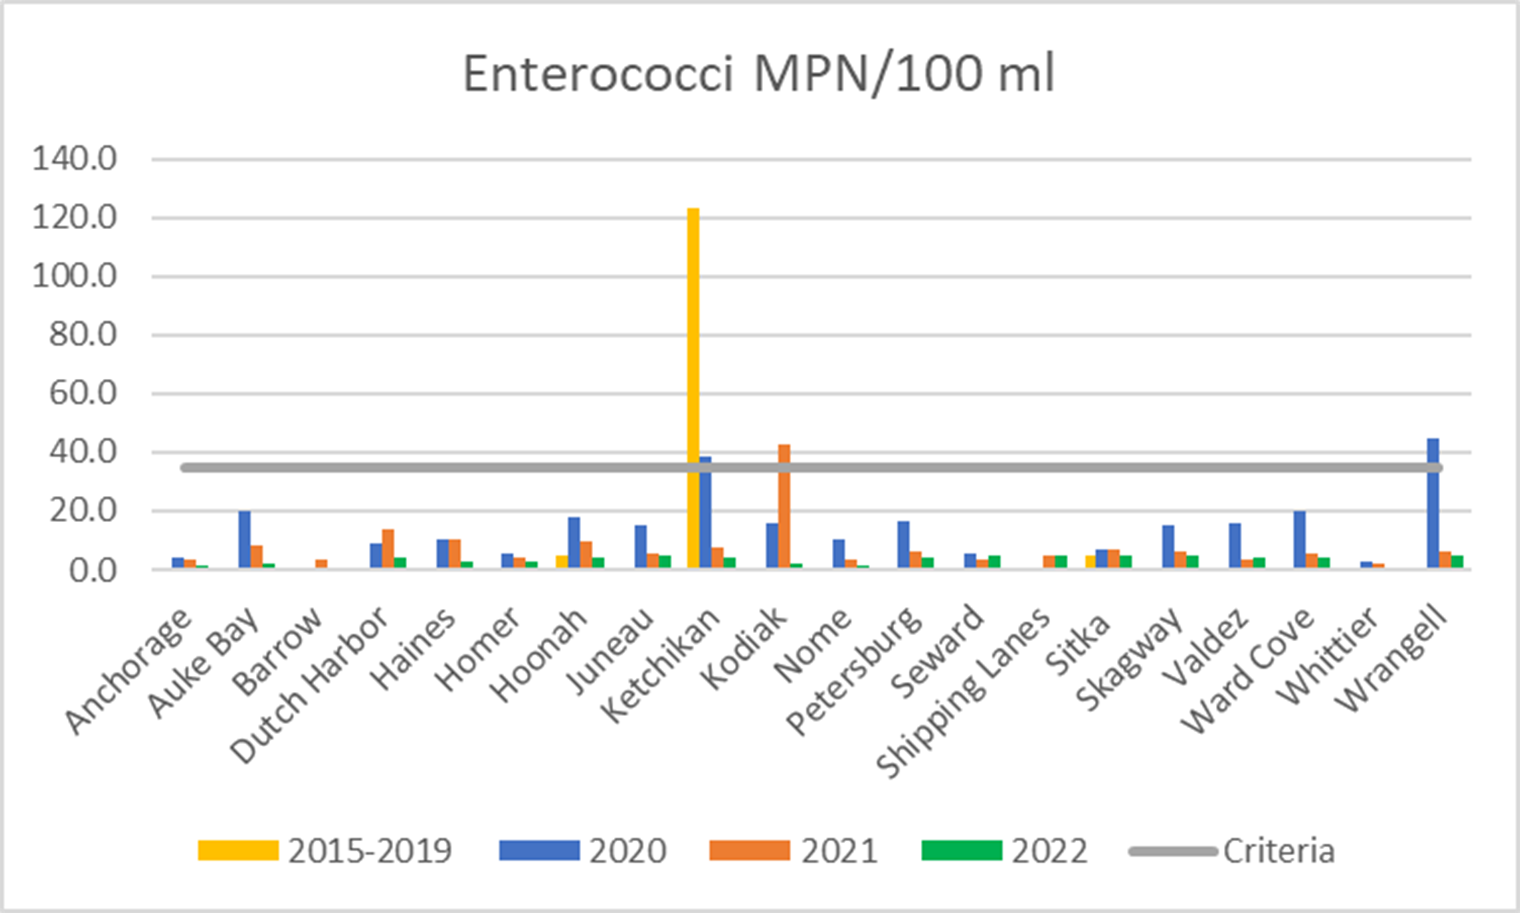 Enterococci MPN/100 ml
140.0
120.0
100.0
80.0
60.0
40.0
20.0
0.0
Anchorage
Auke Bay
Barrow
Dutch Harbor
Haines
Homer
Hoonah
Juneau
Ketchikan
Kodiak
Nome
Petersburg
Seward
Shipping Lanes
Sitka
Skagway
Valdez
Ward Cove
Whittier
Wrangell
2015-2019 2020 2021 2022 Criteria